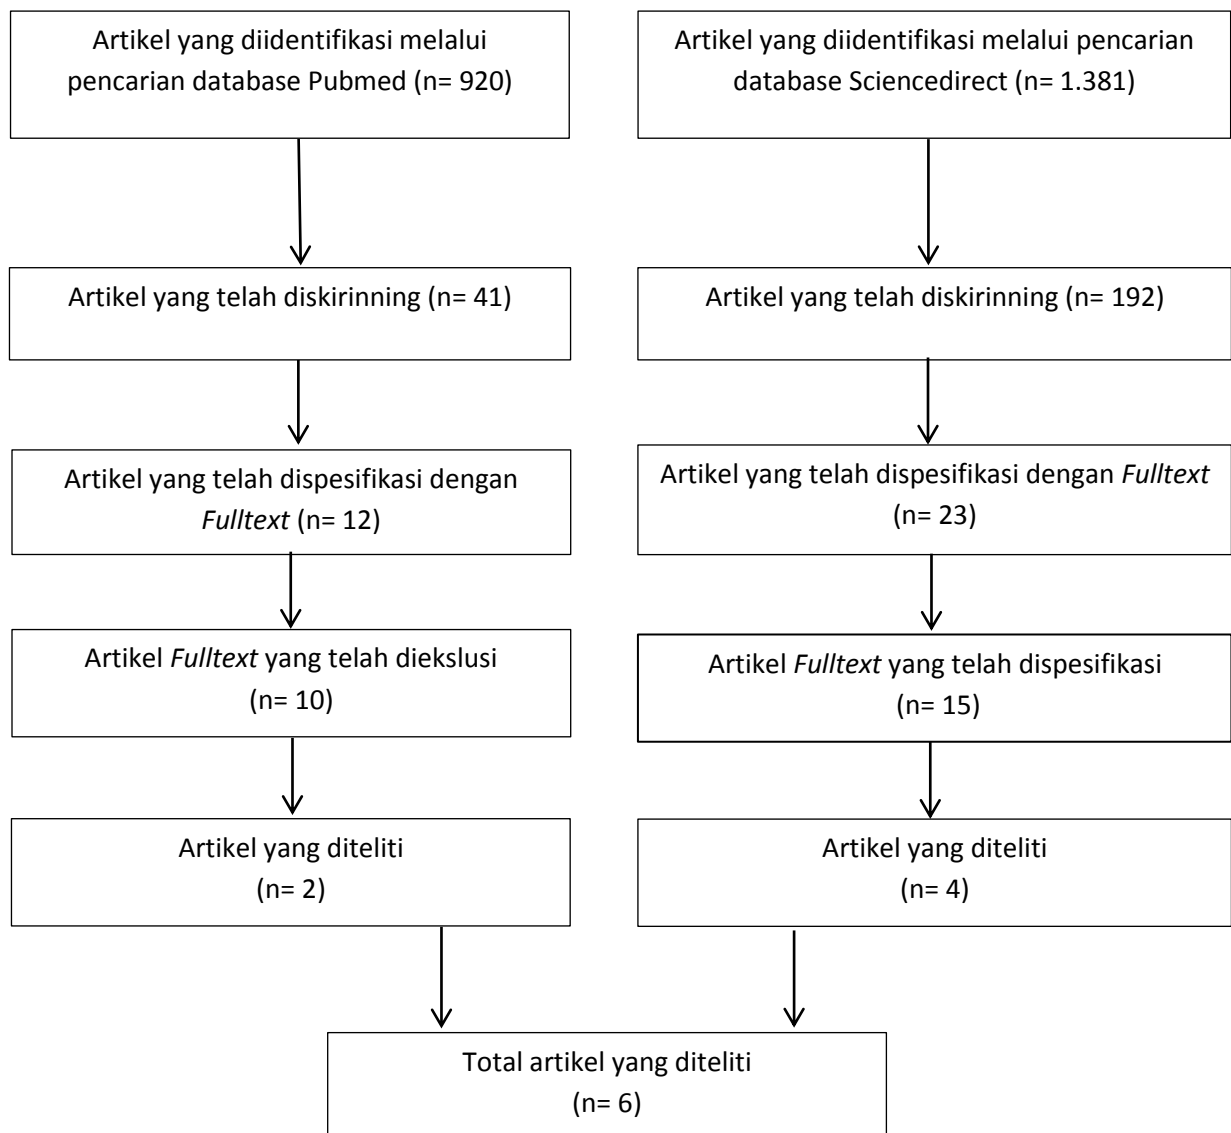 Artikel yang diidentifikasi melalui
pencarian database Pubmed (n= 920)
Artikel yang diidentifikasi melalui pencarian
database Sciencedirect (n= 1.381)
Artikel yang telah diskirinning (n= 41)
Artikel yang telah diskirinning (n= 192)
Artikel yang telah dispesifikasi dengan
Fulltext (n= 12)
Artikel yang telah dispesifikasi dengan Fulltext
(n= 23)
Artikel Fulltext yang telah diekslusi
(n= 10)
Artikel Fulltext yang telah dispesifikasi
(n= 15)
Artikel yang diteliti
(n= 2)
Artikel yang diteliti
(n= 4)
Total artikel yang diteliti
(n= 6)